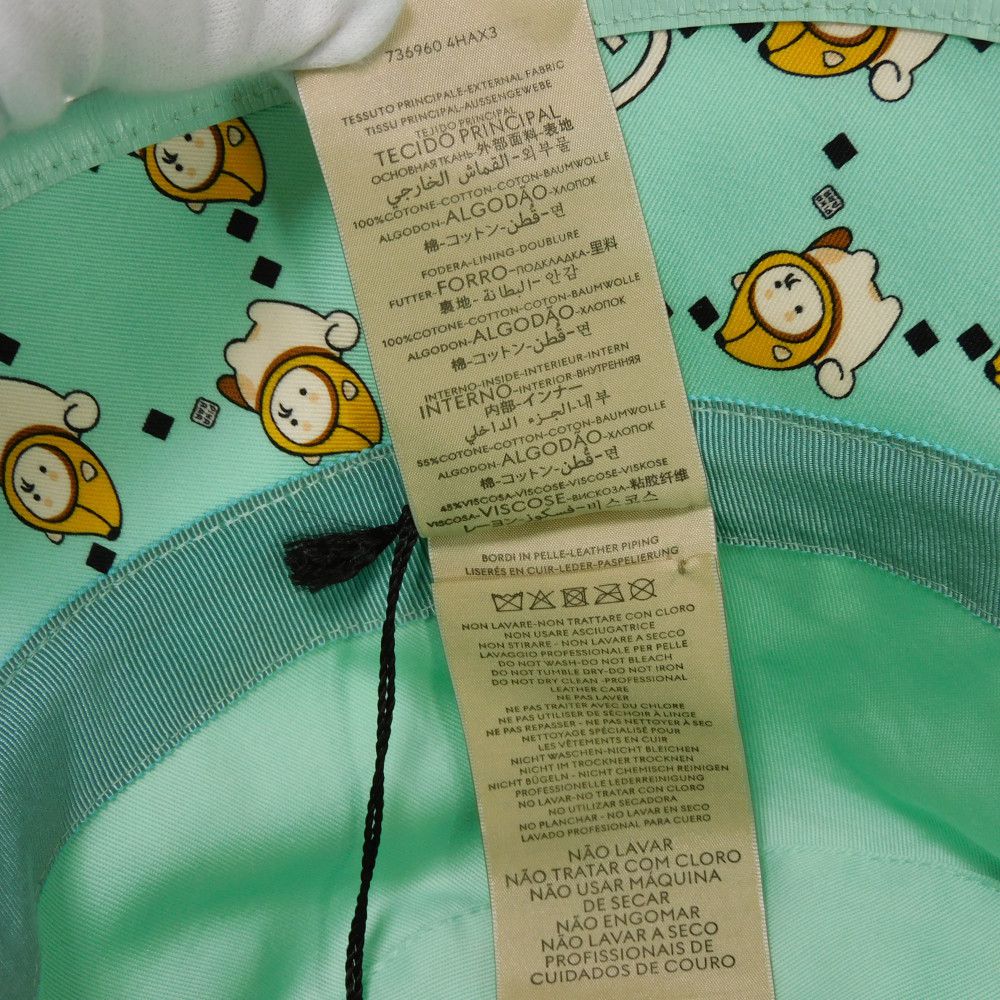 736960 4HAX3
TESSUTO PRINCIPALE-EXTERNAL FABRIC
TISSU PRINCIPAL-AUSSENGEWEBE
TEJIDO PRINCIPAL
TECIDO PRINCIPAL
ОСНОВНАЯ ТКАНЬ-外部面料-表地
القماش الخارجي-외부품
100%COTONE-COTTON-COTON-BAUMWOLLE
ALGODON-ALGODÃO-ХЛОПОК
棉-コットン-قطن-면
FODERA-LINING-DOUBLURE
FUTTER-FORRO-ПОДКЛАДКА-里料
裏地-البطانة-안감
100%COTONE-COTTON-COTON-BAUMWOLLE
ALGODON-ALGODÃO-ХЛОПОК
棉-コットン-قطن-면
INTERNO-INSIDE-INTERIEUR-INTERN
INTERNO-INTERIOR-ВНУТРЕННЯЯ
内部-インナー
الجزء الداخلي-내부
55%COTONE-COTTON-COTON-BAUMWOLLE
ALGODON-ALGODÃO-ХЛОПОК
棉-コットン-قطن-면
45%VISCOSA-VISCOSE-VISCOSE-VISKOSE
VISCOSA-VISCOSE-ВИСКОЗА-粘胶纤维
レーヨン-فسكوز-비스코스
BORDI IN PELLE-LEATHER PIPING
LISERÉS EN CUIR-LEDER-PASPELIERUNG
NON LAVARE-NON TRATTARE CON CLORO
NON USARE ASCIUGATRICE
NON STIRARE - NON LAVARE A SECCO
LAVAGGIO PROFESSIONALE PER PELLE
DO NOT WASH-DO NOT BLEACH
DO NOT TUMBLE DRY-DO NOT IRON
DO NOT DRY CLEAN -PROFESSIONAL
LEATHER CARE
NE PAS LAVER
NE PAS TRAITER AVEC DU CHLORE
NE PAS UTILISER DE SÉCHOIR À LINGE
NE PAS REPASSER - NE PAS NETTOYER À SEC
NETTOYAGE SPÉCIALISÉ POUR
LES VÊTEMENTS EN CUIR
NICHT WASCHEN-NICHT BLEICHEN
NICHT IM TROCKNER TROCKNEN
NICHT BÜGELN - NICHT CHEMISCH REINIGEN
PROFESSIONELLE LEDERREINIGUNG
NO LAVAR-NO TRATAR CON CLORO
NO UTILIZAR SECADORA
NO PLANCHAR - NO LAVAR EN SECO
LAVADO PROFESIONAL PARA CUERO
NÃO LAVAR
NÃO TRATAR COM CLORO
NÃO USAR MÁQUINA
DE SECAR
NÃO ENGOMAR
NÃO LAVAR A SECO
PROFISSIONAIS DE
CUIDADOS DE COURO